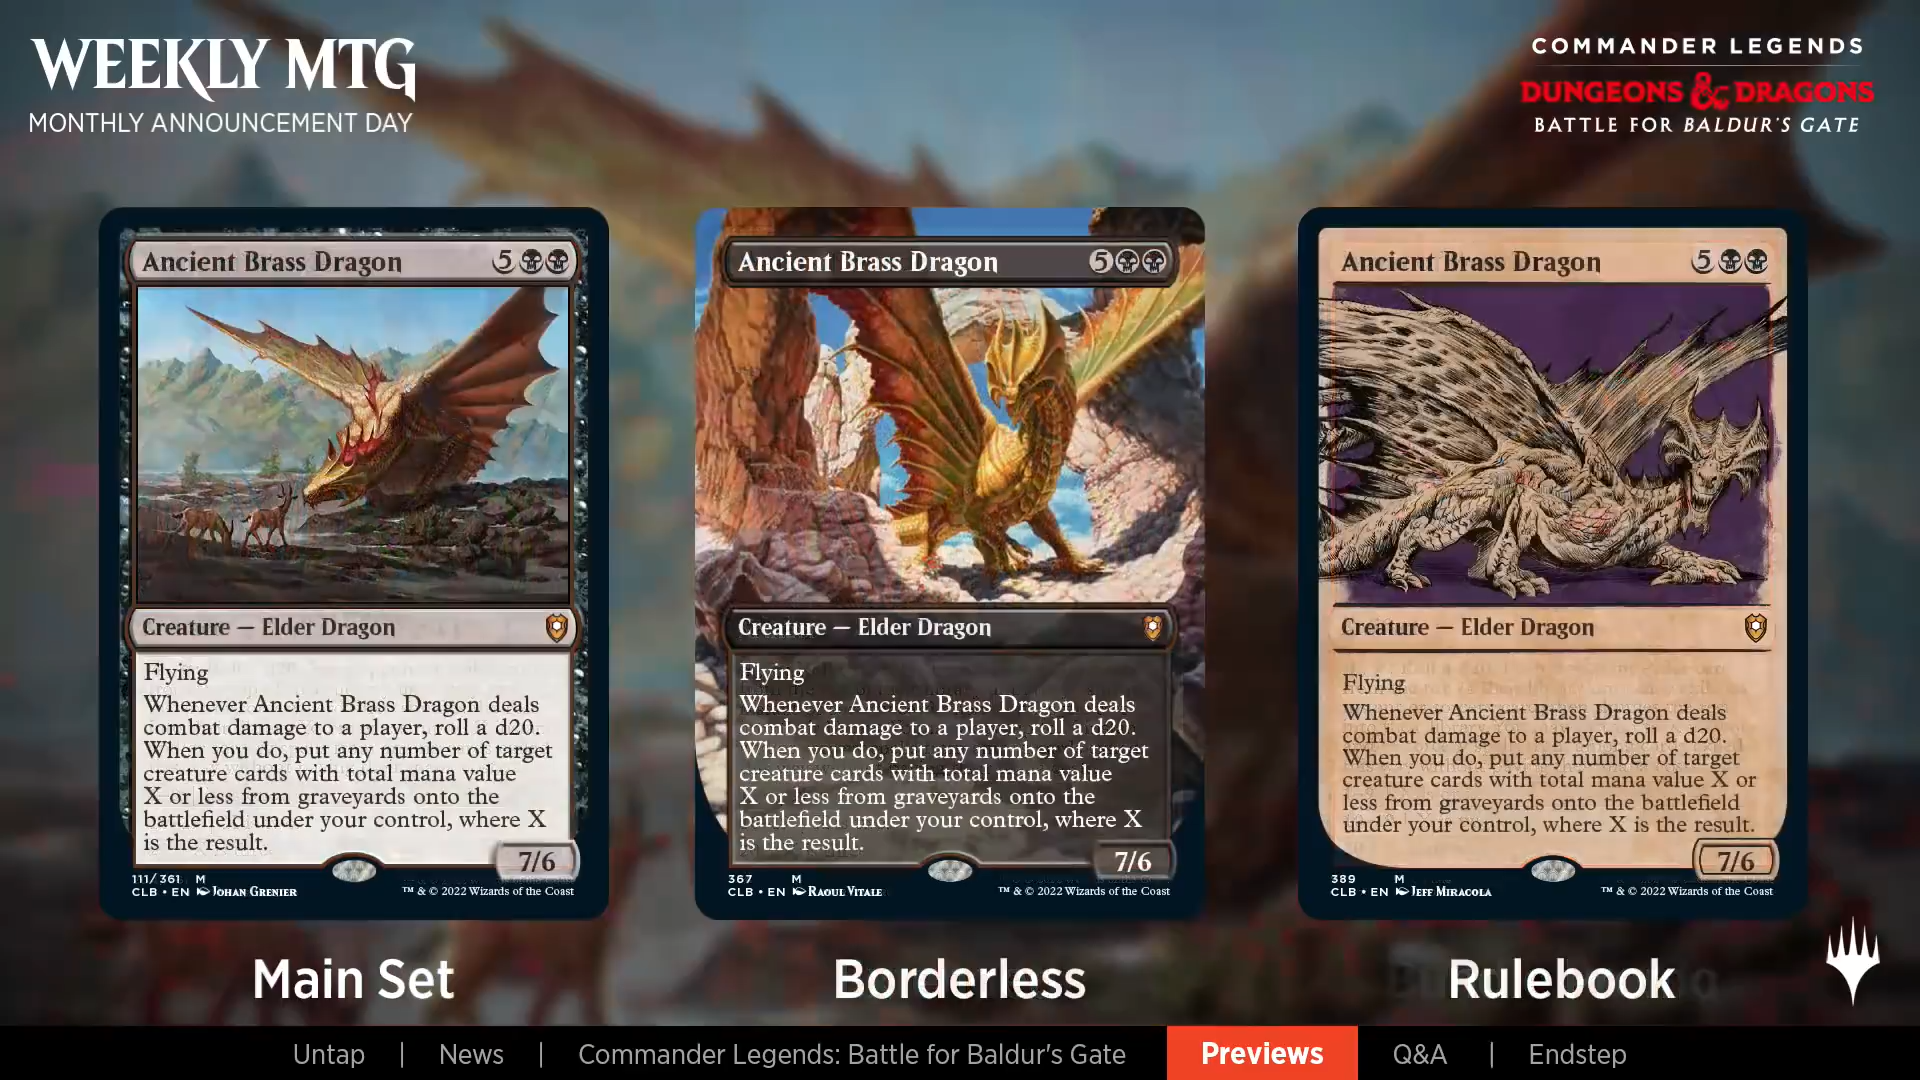 WEEKLY MTG
MONTHLY ANNOUNCEMENT DAY
COMMANDER LEGENDS
DUNGEONS & DRAGONS
BATTLE FOR BALDUR'S GATE
Ancient Brass Dragon 5
Creature — Elder Dragon
Flying
Whenever Ancient Brass Dragon deals
combat damage to a player, roll a d20.
When you do, put any number of target
creature cards with total mana value
X or less from graveyards onto the
battlefield under your control, where X
is the result.
7/6
111/361 M
CLB • EN Johan Grenier
™ & © 2022 Wizards of the Coast
Main Set
Ancient Brass Dragon 5
Creature — Elder Dragon
Flying
Whenever Ancient Brass Dragon deals
combat damage to a player, roll a d20.
When you do, put any number of target
creature cards with total mana value
X or less from graveyards onto the
battlefield under your control, where X
is the result.
7/6
367 M
CLB • EN Raoul Vitale
™ & © 2022 Wizards of the Coast
Borderless
Ancient Brass Dragon 5
Creature — Elder Dragon
Flying
Whenever Ancient Brass Dragon deals
combat damage to a player, roll a d20.
When you do, put any number of target
creature cards with total mana value X or
less from graveyards onto the battlefield
under your control, where X is the result.
7/6
389 M
CLB • EN Jeff Miracola
™ & © 2022 Wizards of the Coast
Rulebook
Untap | News | Commander Legends: Battle for Baldur's Gate Previews Q&A | Endstep